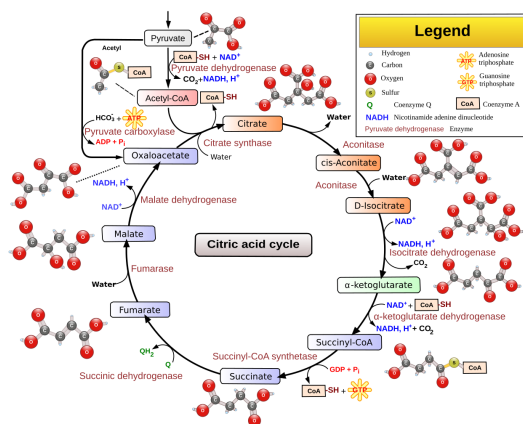 Legend
Hydrogen
Carbon
Oxygen
Sulfur
Q Coenzyme Q
NADH Nicotinamide adenine dinucleotide
Pyruvate dehydrogenase Enzyme
ATP Adenosine triphosphate
GTP Guanosine triphosphate
CoA Coenzyme A
Pyruvate
Acetyl
CoA-SH + NAD⁺
Pyruvate dehydrogenase
CO₂+NADH, H⁺
S CoA
Acetyl-CoA
CoA-SH
HCO₃⁻ + ATP
Pyruvate carboxylase
ADP + Pᵢ
Citrate
Citrate synthase
Water
Oxaloacetate
Water
Aconitase
cis-Aconitate
Aconitase
Water
D-Isocitrate
NAD⁺
NADH, H⁺
Isocitrate dehydrogenase
CO₂
α-ketoglutarate
NAD⁺+ CoA-SH
α-ketoglutarate dehydrogenase
NADH, H⁺+ CO₂
Succinyl-CoA
S CoA
Succinyl-CoA synthetase
GDP + Pᵢ
CoA-SH + GTP
Succinate
Succinic dehydrogenase
QH₂
Q
Fumarate
Water
Fumarase
Malate
NAD⁺
Malate dehydrogenase
NADH, H⁺
Citric acid cycle